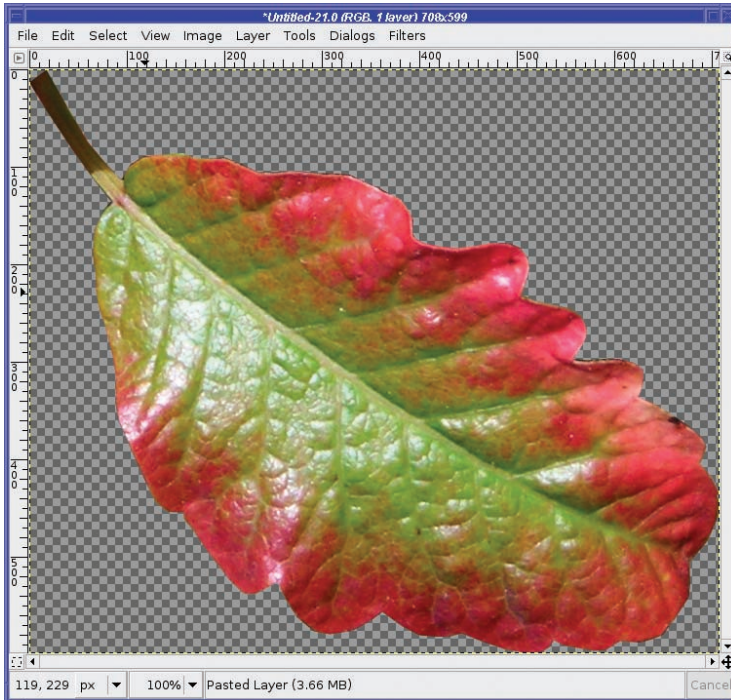 *Untitled-21.0 (RGB, 1 layer) 708x599
File Edit Select View Image Layer Tools Dialogs Filters
0 100 200 300 400 500 600 7
0
100
200
300
400
500
119, 229 px 100% Pasted Layer (3.66 MB) Cancel